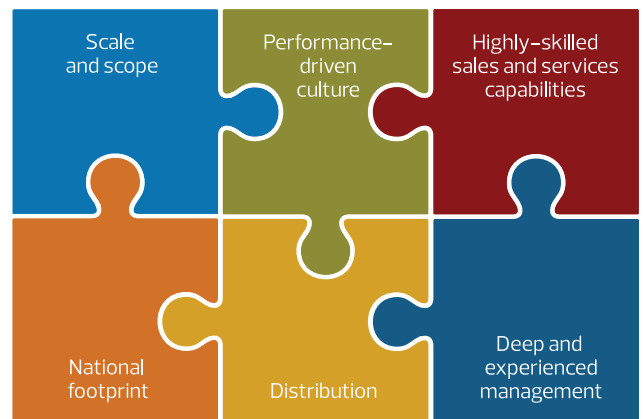 Scale
and scope
Performance-
driven
culture
Highly-skilled
sales and services
capabilities
National
footprint
Distribution
Deep and
experienced
management